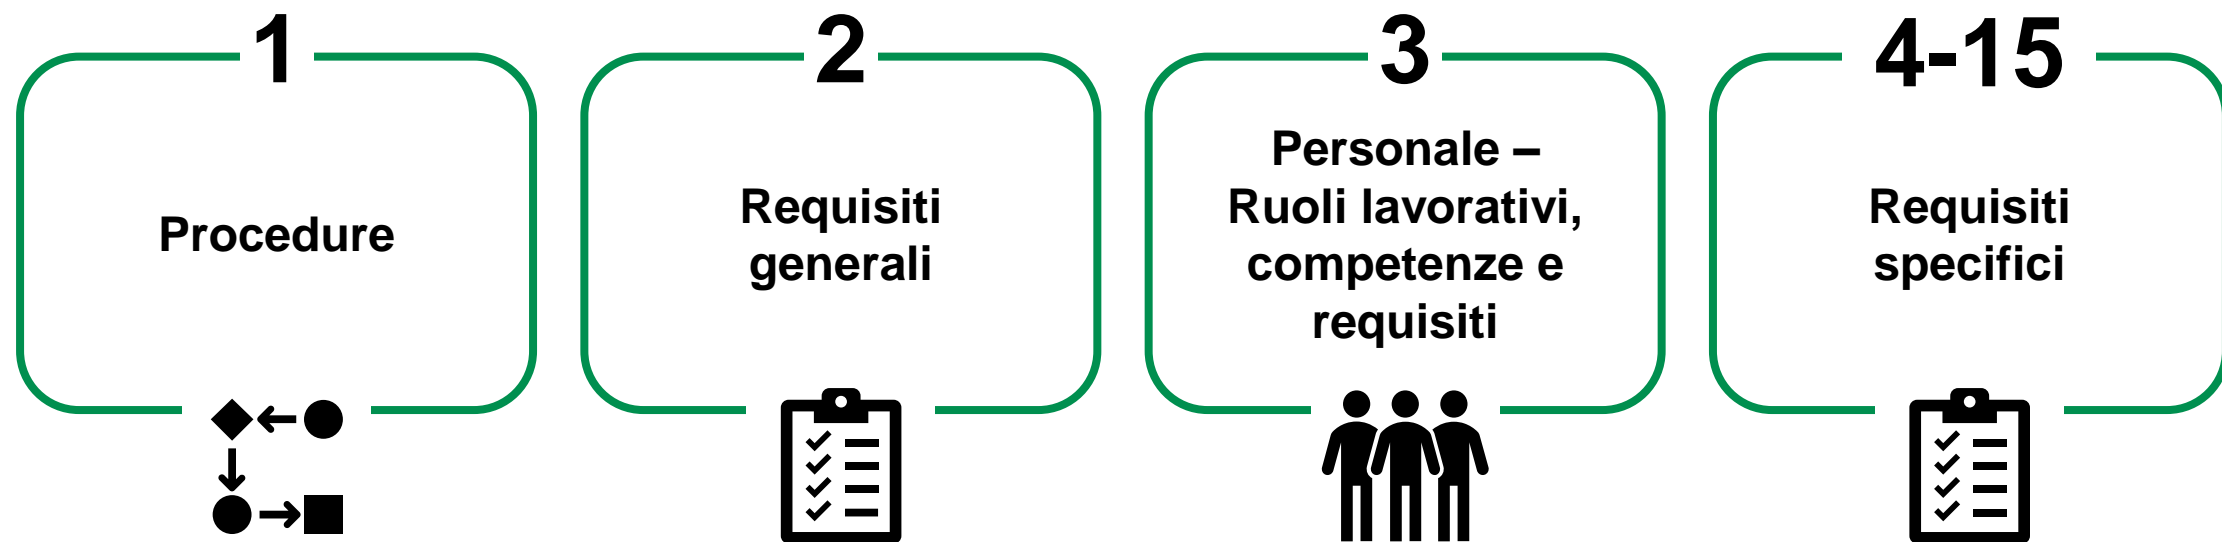 1
Procedure
2
Requisiti
generali
3
Personale –
Ruoli lavorativi,
competenze e
requisiti
4-15
Requisiti
specifici